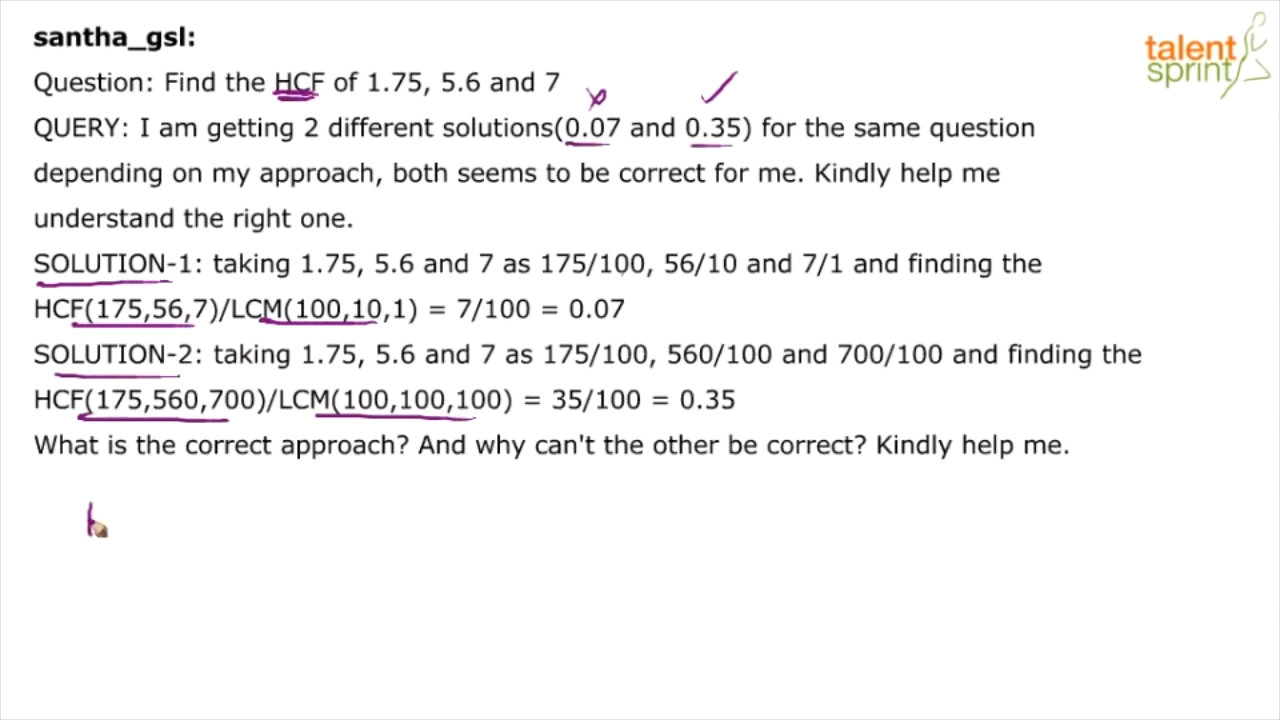 santha_gsl:
talent
sprint
Question: Find the HCF of 1.75, 5.6 and 7
QUERY: I am getting 2 different solutions(0.07 and 0.35) for the same question
depending on my approach, both seems to be correct for me. Kindly help me
understand the right one.
SOLUTION-1: taking 1.75, 5.6 and 7 as 175/100, 56/10 and 7/1 and finding the
HCF(175,56,7)/LCM(100,10,1) = 7/100 = 0.07
SOLUTION-2: taking 1.75, 5.6 and 7 as 175/100, 560/100 and 700/100 and finding the
HCF(175,560,700)/LCM(100,100,100) = 35/100 = 0.35
What is the correct approach? And why can't the other be correct? Kindly help me.